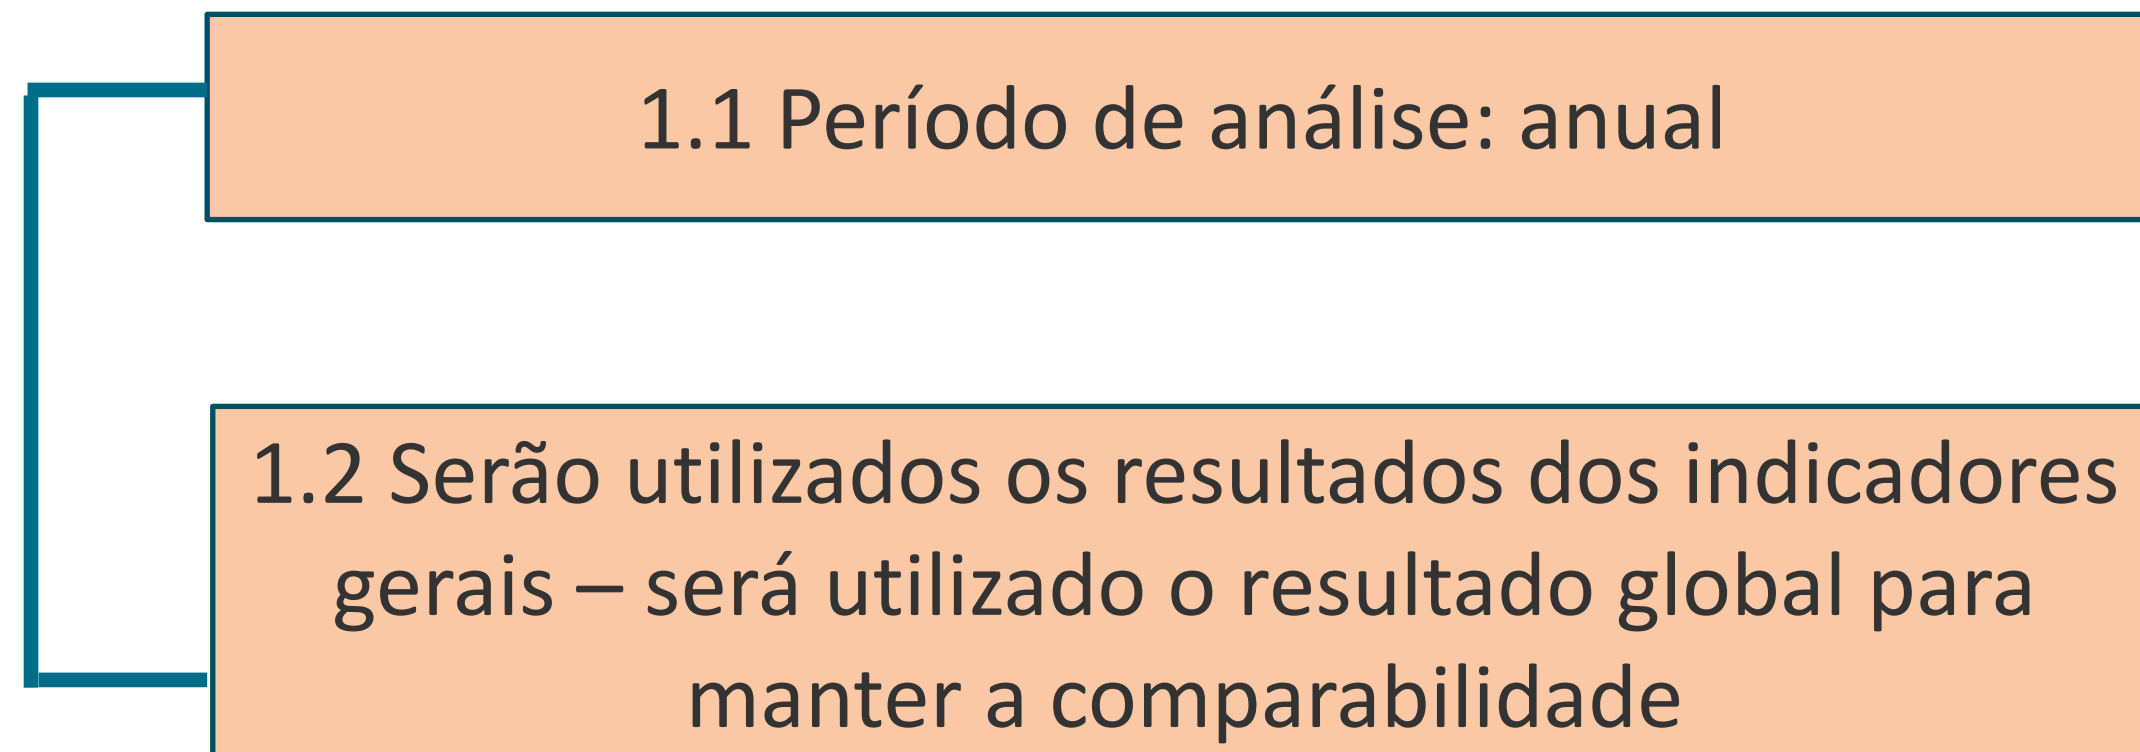 1.1 Período de análise: anual
1.2 Serão utilizados os resultados dos indicadores
gerais – será utilizado o resultado global para
manter a comparabilidade